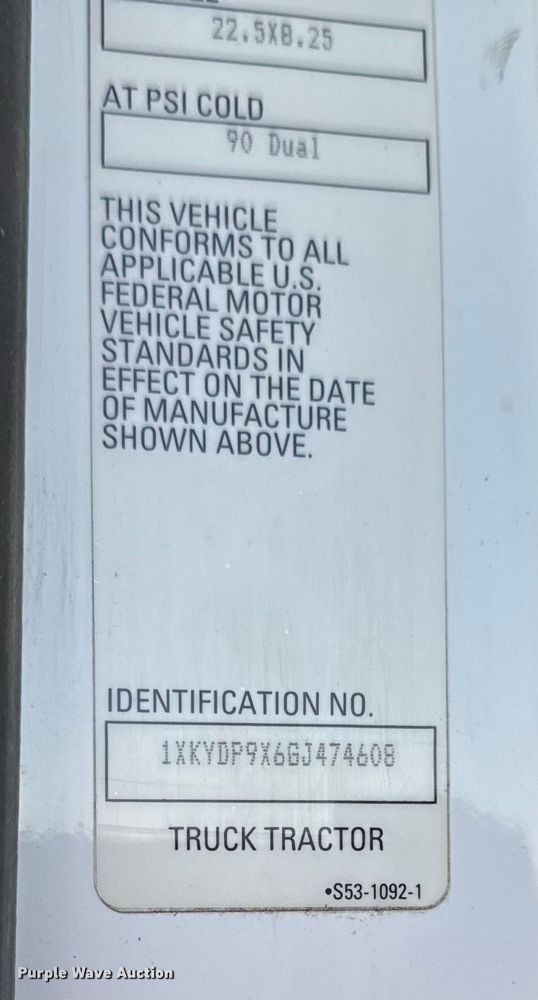 22.5X8.25
AT PSI COLD
90 Dual
THIS VEHICLE
CONFORMS TO ALL
APPLICABLE U.S.
FEDERAL MOTOR
VEHICLE SAFETY
STANDARDS IN
EFFECT ON THE DATE
OF MANUFACTURE
SHOWN ABOVE.
IDENTIFICATION NO.
1XKYDP9X6GJ474608
TRUCK TRACTOR
•S53-1092-1
Purple Wave Auction